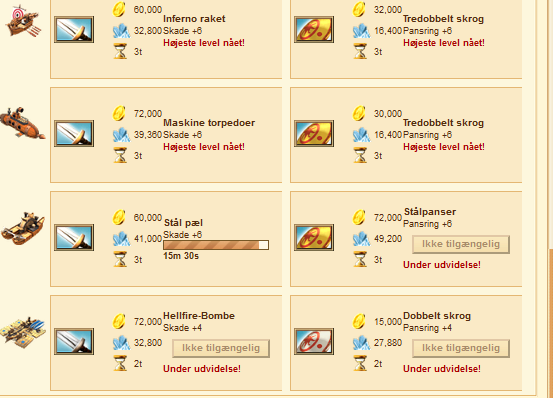 60,000
Inferno raket
32,800 Skade +6
Højeste level nået!
3t
32,000
Tredobbelt skrog
16,400 Pansring +6
Højeste level nået!
3t
72,000
Maskine torpedoer
39,360 Skade +6
Højeste level nået!
3t
30,000
Tredobbelt skrog
16,400 Pansring +6
Højeste level nået!
3t
60,000
Stål pæl
Skade +6
41,000
15m 30s
3t
72,000
Stålpanser
Pansring +6
49,200
Ikke tilgængelig
3t
Under udvidelse!
72,000
Hellfire-Bombe
Skade +4
32,800
Ikke tilgængelig
2t
Under udvidelse!
15,000
Dobbelt skrog
Pansring +4
27,880
Ikke tilgængelig
2t
Under udvidelse!